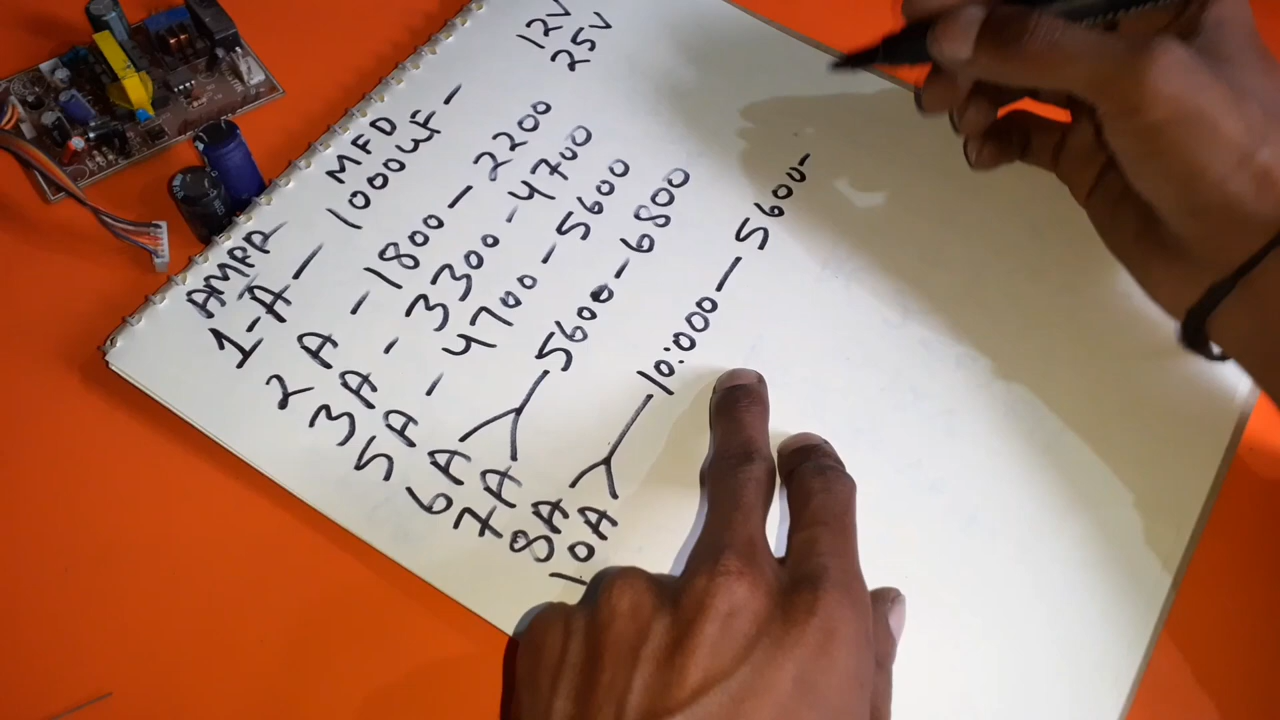 12V
25V
AMPR MFD
1-A - 1000uF -
2 A - 1800 - 2200
3A - 3300 - 4700
5A - 4700 - 5600
6A
7A 5600 - 6800
8A
10A 10:000 - 5600-